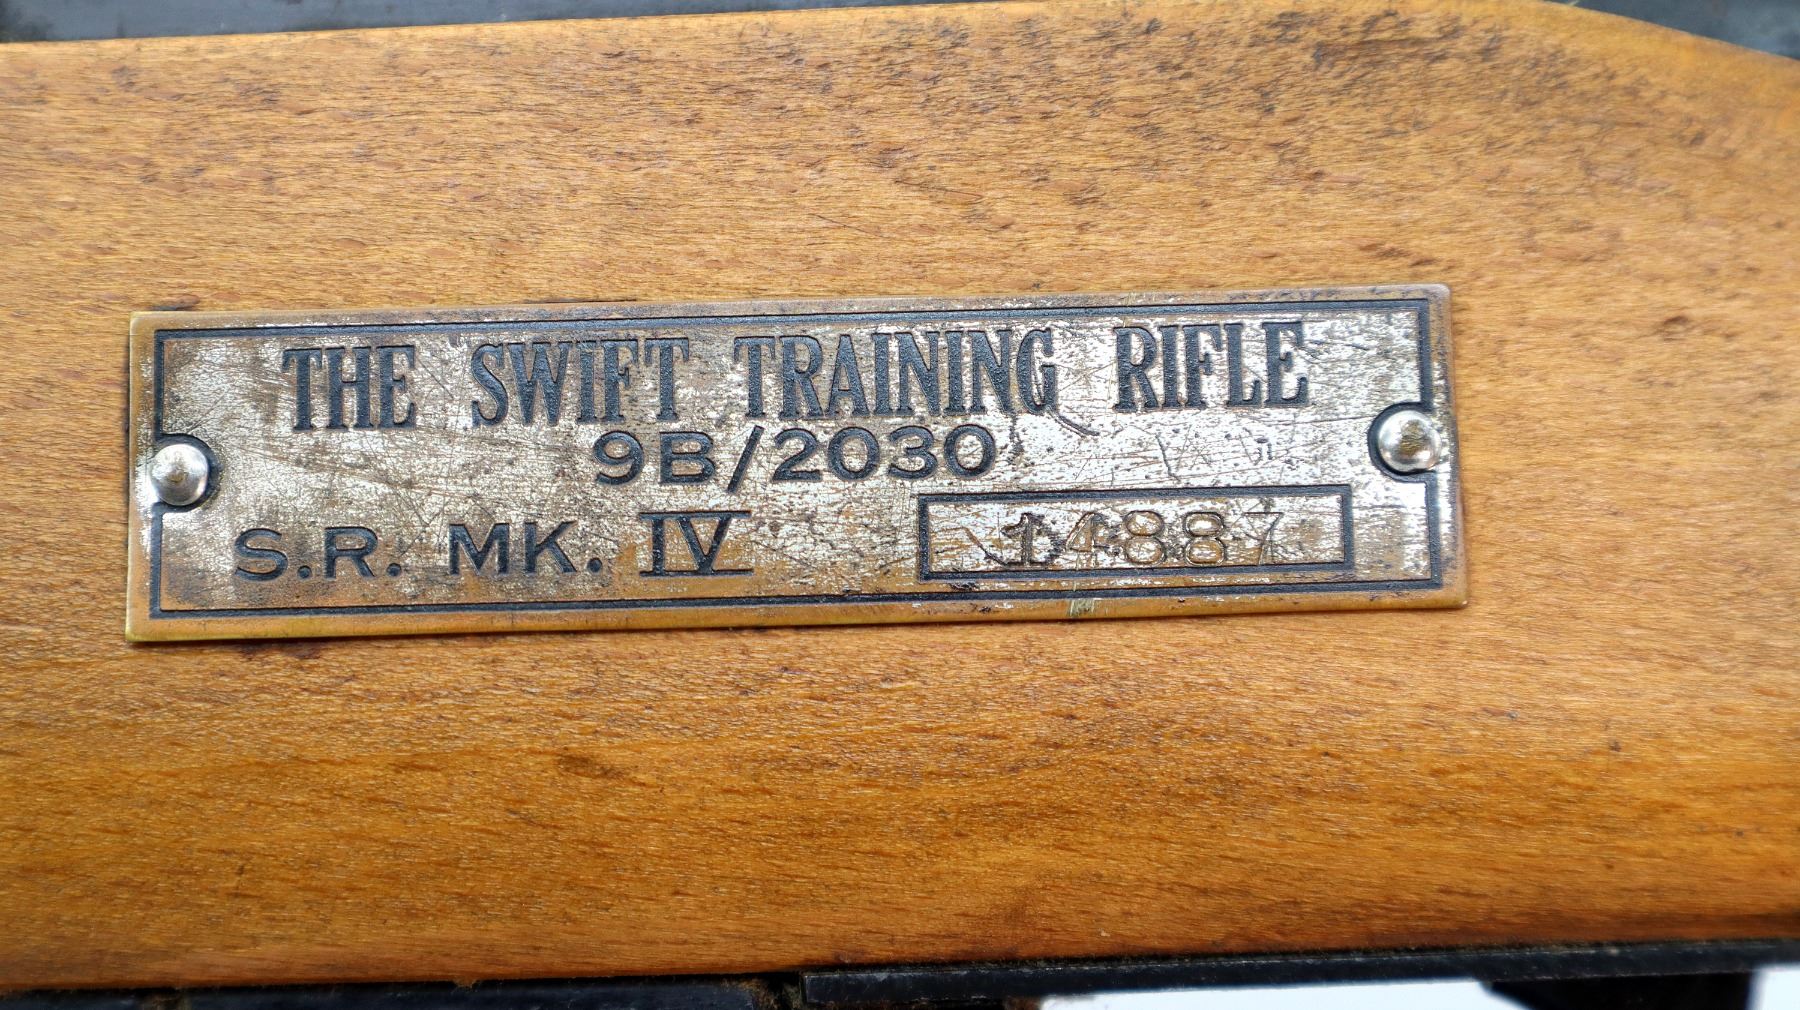 THE SWIFT TRAINING RIFLE
9B/2030
S.R. MK. IV 14887